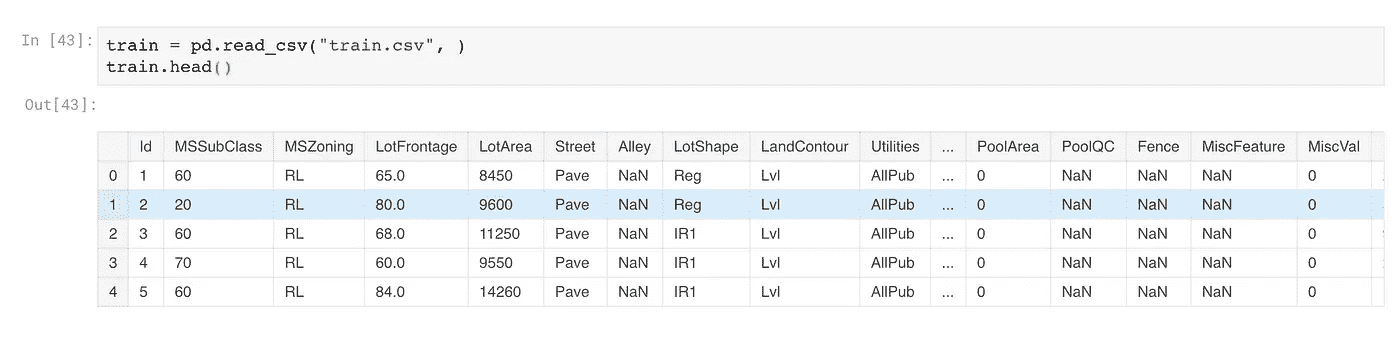 In [43]: train = pd.read_csv("train.csv", )
train.head()
Out[43]:
Id MSSubClass MSZoning LotFrontage LotArea Street Alley LotShape LandContour Utilities ... PoolArea PoolQC Fence MiscFeature MiscVal
0 1 60 RL 65.0 8450 Pave NaN Reg Lvl AllPub ... 0 NaN NaN NaN 0
1 2 20 RL 80.0 9600 Pave NaN Reg Lvl AllPub ... 0 NaN NaN NaN 0
2 3 60 RL 68.0 11250 Pave NaN IR1 Lvl AllPub ... 0 NaN NaN NaN 0
3 4 70 RL 60.0 9550 Pave NaN IR1 Lvl AllPub ... 0 NaN NaN NaN 0
4 5 60 RL 84.0 14260 Pave NaN IR1 Lvl AllPub ... 0 NaN NaN NaN 0